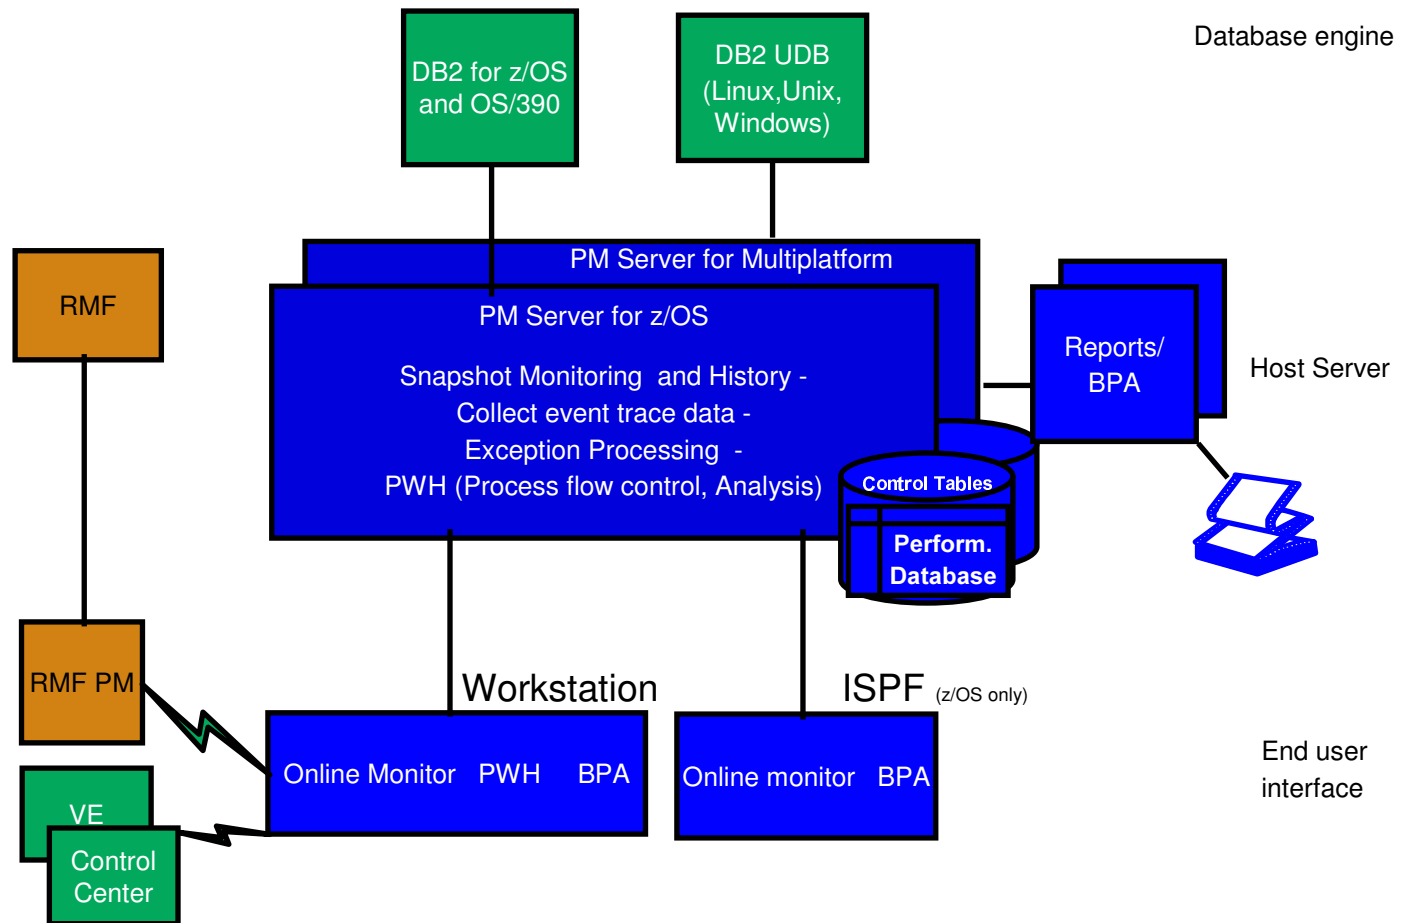 Database engine
DB2 for z/OS
and OS/390
DB2 UDB
(Linux,Unix,
Windows)
PM Server for Multiplatform
RMF
PM Server for z/OS
Snapshot Monitoring  and History -
Collect event trace data -
Exception Processing  -
PWH (Process flow control, Analysis)
Reports/
BPA
Host Server
Control Tables
Perform.
Database
RMF PM
Workstation
ISPF (z/OS only)
Online Monitor PWH BPA
Online monitor BPA
End user
interface
VE
Control
Center